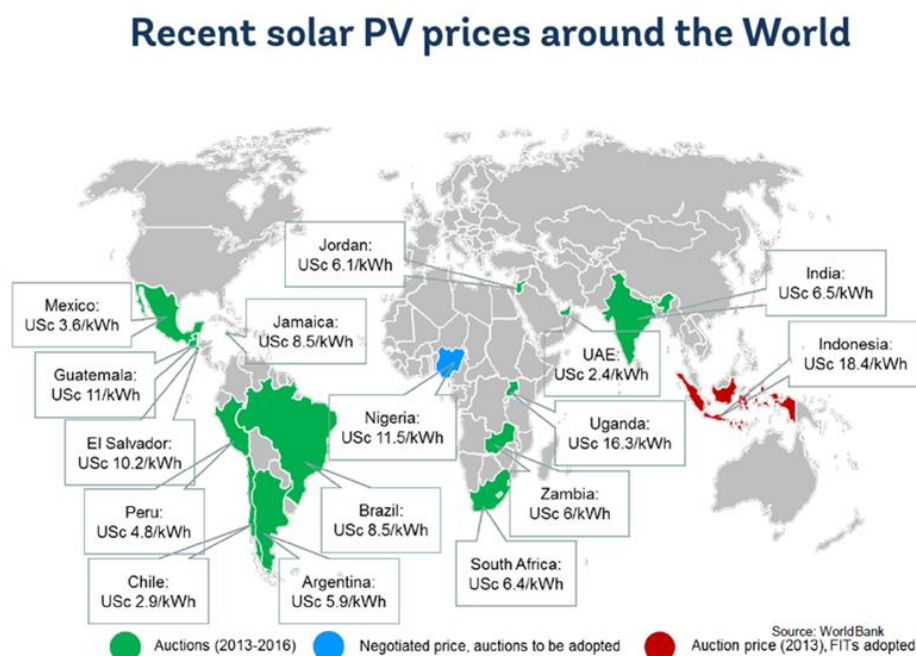 Recent solar PV prices around the World
Jordan:
USc 6.1/kWh
India:
USc 6.5/kWh
Mexico:
USc 3.6/kWh
Jamaica:
USc 8.5/kWh
Indonesia:
USc 18.4/kWh
UAE:
USc 2.4/kWh
Guatemala:
USc 11/kWh
Nigeria:
USc 11.5/kWh
Uganda:
USc 16.3/kWh
El Salvador:
USc 10.2/kWh
Zambia:
USc 6/kWh
Peru:
USc 4.8/kWh
Brazil:
USc 8.5/kWh
South Africa:
USc 6.4/kWh
Chile:
USc 2.9/kWh
Argentina:
USc 5.9/kWh
Source: WorldBank
Auctions (2013-2016)
Negotiated price, auctions to be adopted
Auction price (2013), FITs adopted